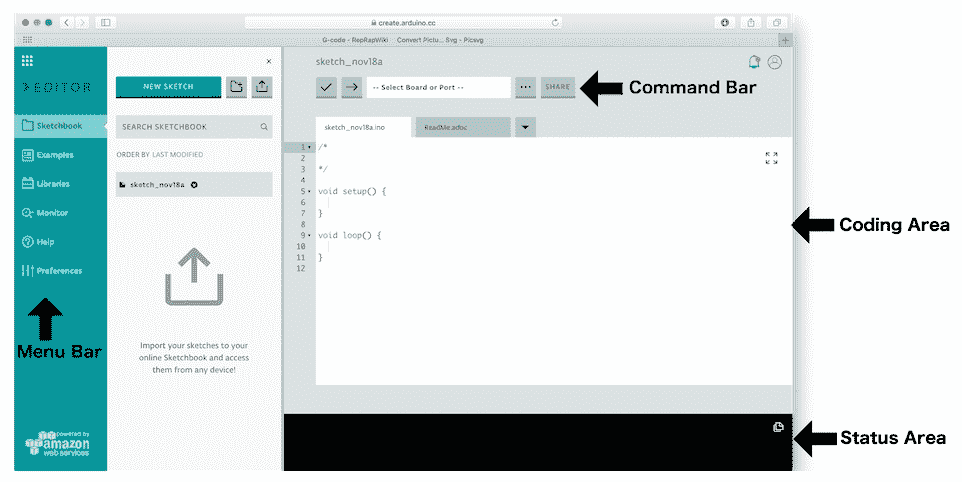 create.arduino.cc
G-code - RepRapWiki Convert Pictu... Svg - Picsvg
EDITOR
Sketchbook
Examples
Libraries
Monitor
Help
Preferences
Menu Bar
powered by
amazon
web services
NEW SKETCH
SEARCH SKETCHBOOK
ORDER BY LAST MODIFIED
sketch_nov18a
Import your sketches to your
online Sketchbook and access
them from any device!
sketch_nov18a
-- Select Board or Port --
...
SHARE
Command Bar
sketch_nov18a.ino ReadMe.adoc
1 /*
2
3 */
4
5 void setup() {
6
7 }
8
9 void loop() {
10
11 }
12
Coding Area
Status Area